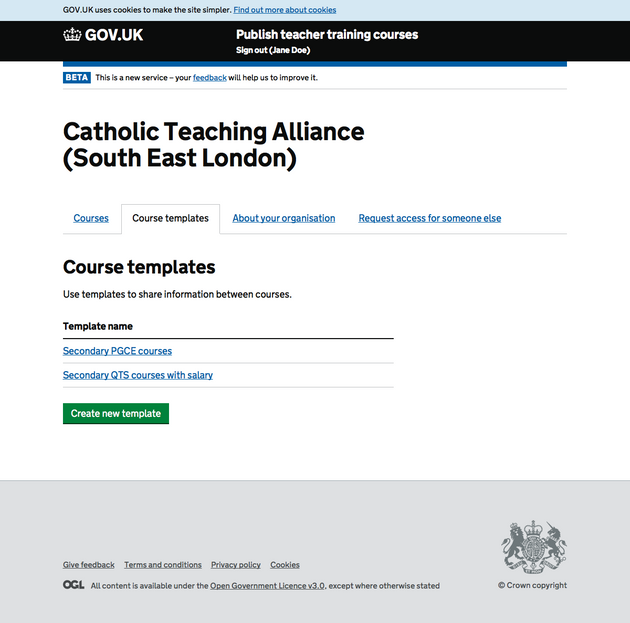 GOV.UK uses cookies to make the site simpler. Find out more about cookies
GOV.UK
Publish teacher training courses
Sign out (Jane Doe)
BETA This is a new service – your feedback will help us to improve it.
Catholic Teaching Alliance
(South East London)
Courses Course templates About your organisation Request access for someone else
Course templates
Use templates to share information between courses.
Template name
Secondary PGCE courses
Secondary QTS courses with salary
Create new template
Give feedback Terms and conditions Privacy policy Cookies
OGL All content is available under the Open Government Licence v3.0, except where otherwise stated
© Crown copyright